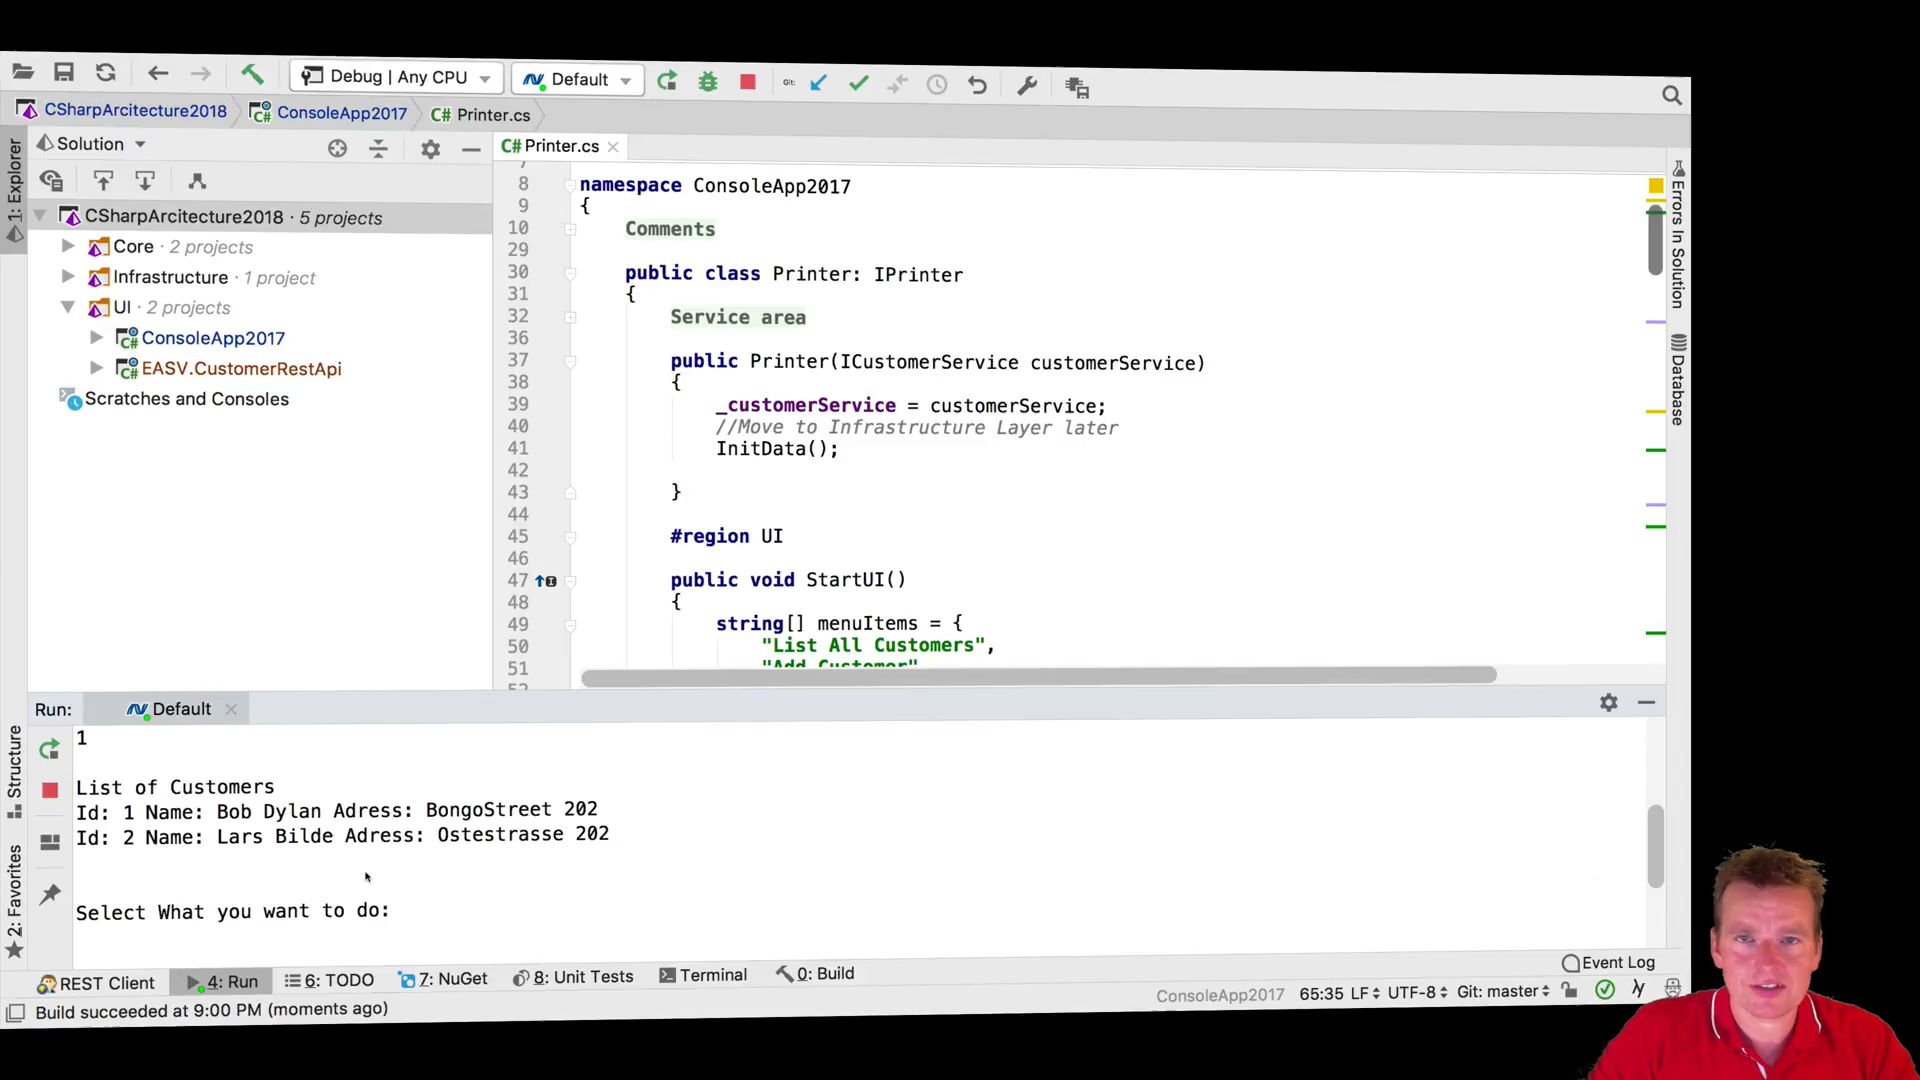 Debug | Any CPU
Default
Git:
CSharpArcitecture2018
ConsoleApp2017
C# Printer.cs
Solution
C# Printer.cs
1: Explorer
CSharpArcitecture2018 · 5 projects
Core · 2 projects
Infrastructure · 1 project
UI · 2 projects
C# ConsoleApp2017
C# EASV.CustomerRestApi
Scratches and Consoles
7
8 namespace ConsoleApp2017
9 {
10 Comments
29
30 public class Printer: IPrinter
31 {
32 Service area
36
37 public Printer(ICustomerService customerService)
38 {
39 _customerService = customerService;
40 //Move to Infrastructure Layer later
41 InitData();
42
43 }
44
45 #region UI
46
47 public void StartUI()
48 {
49 string[] menuItems = {
50 "List All Customers",
51 "Add Customer"
52
Errors In Solution
Database
Run:
Default
Structure
2: Favorites
1
List of Customers
Id: 1 Name: Bob Dylan Adress: BongoStreet 202
Id: 2 Name: Lars Bilde Adress: Ostestrasse 202
Select What you want to do:
REST Client
4: Run
6: TODO
7: NuGet
8: Unit Tests
Terminal
0: Build
Event Log
Build succeeded at 9:00 PM (moments ago)
ConsoleApp2017
65:35
LF
UTF-8
Git: master